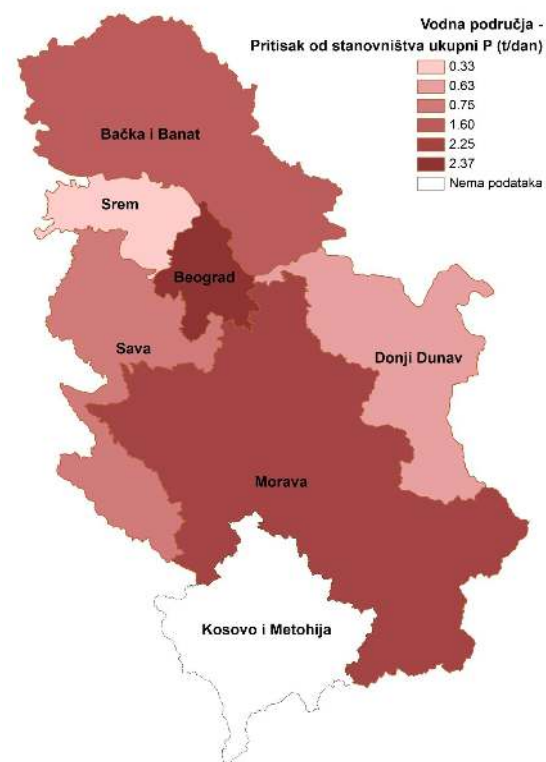 Vodna područja -
Pritisak od stanovništva ukupni P (t/dan)
0.33
0.63
0.75
1.60
2.25
2.37
Nema podataka
Bačka i Banat
Srem
Beograd
Sava
Donji Dunav
Morava
Kosovo i Metohija